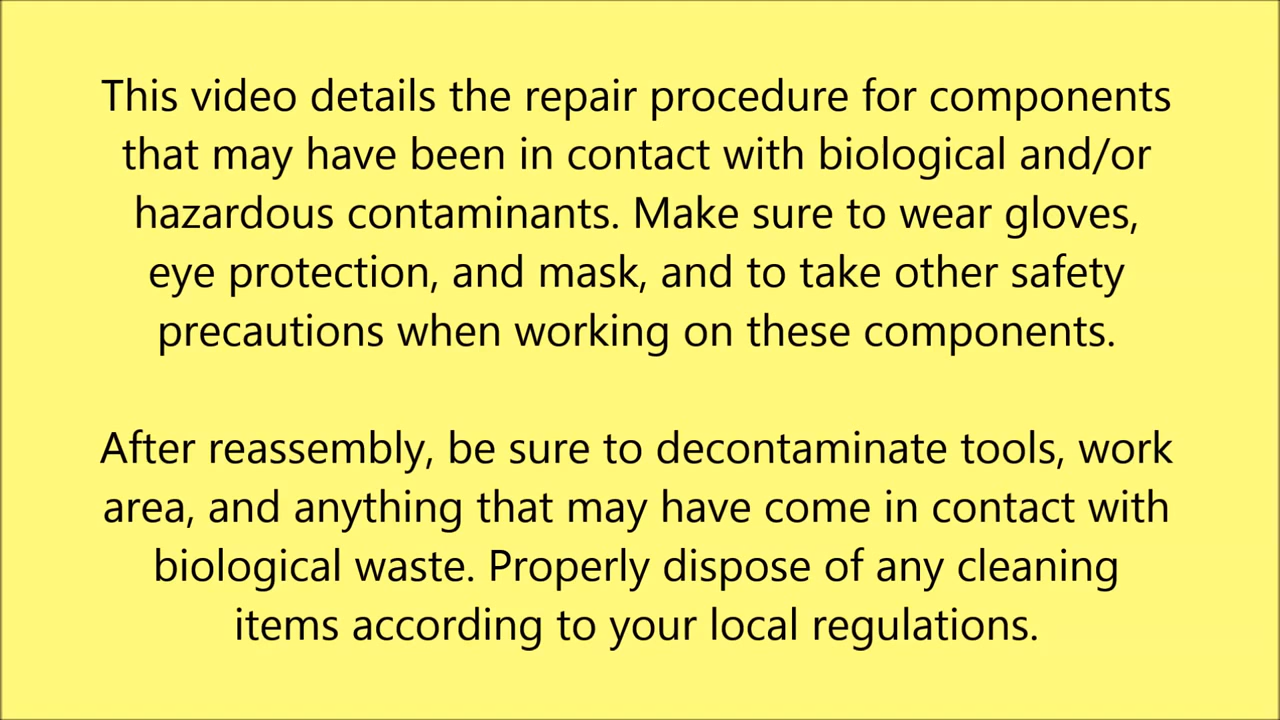 This video details the repair procedure for components
that may have been in contact with biological and/or
hazardous contaminants. Make sure to wear gloves,
eye protection, and mask, and to take other safety
precautions when working on these components.
After reassembly, be sure to decontaminate tools, work
area, and anything that may have come in contact with
biological waste. Properly dispose of any cleaning
items according to your local regulations.